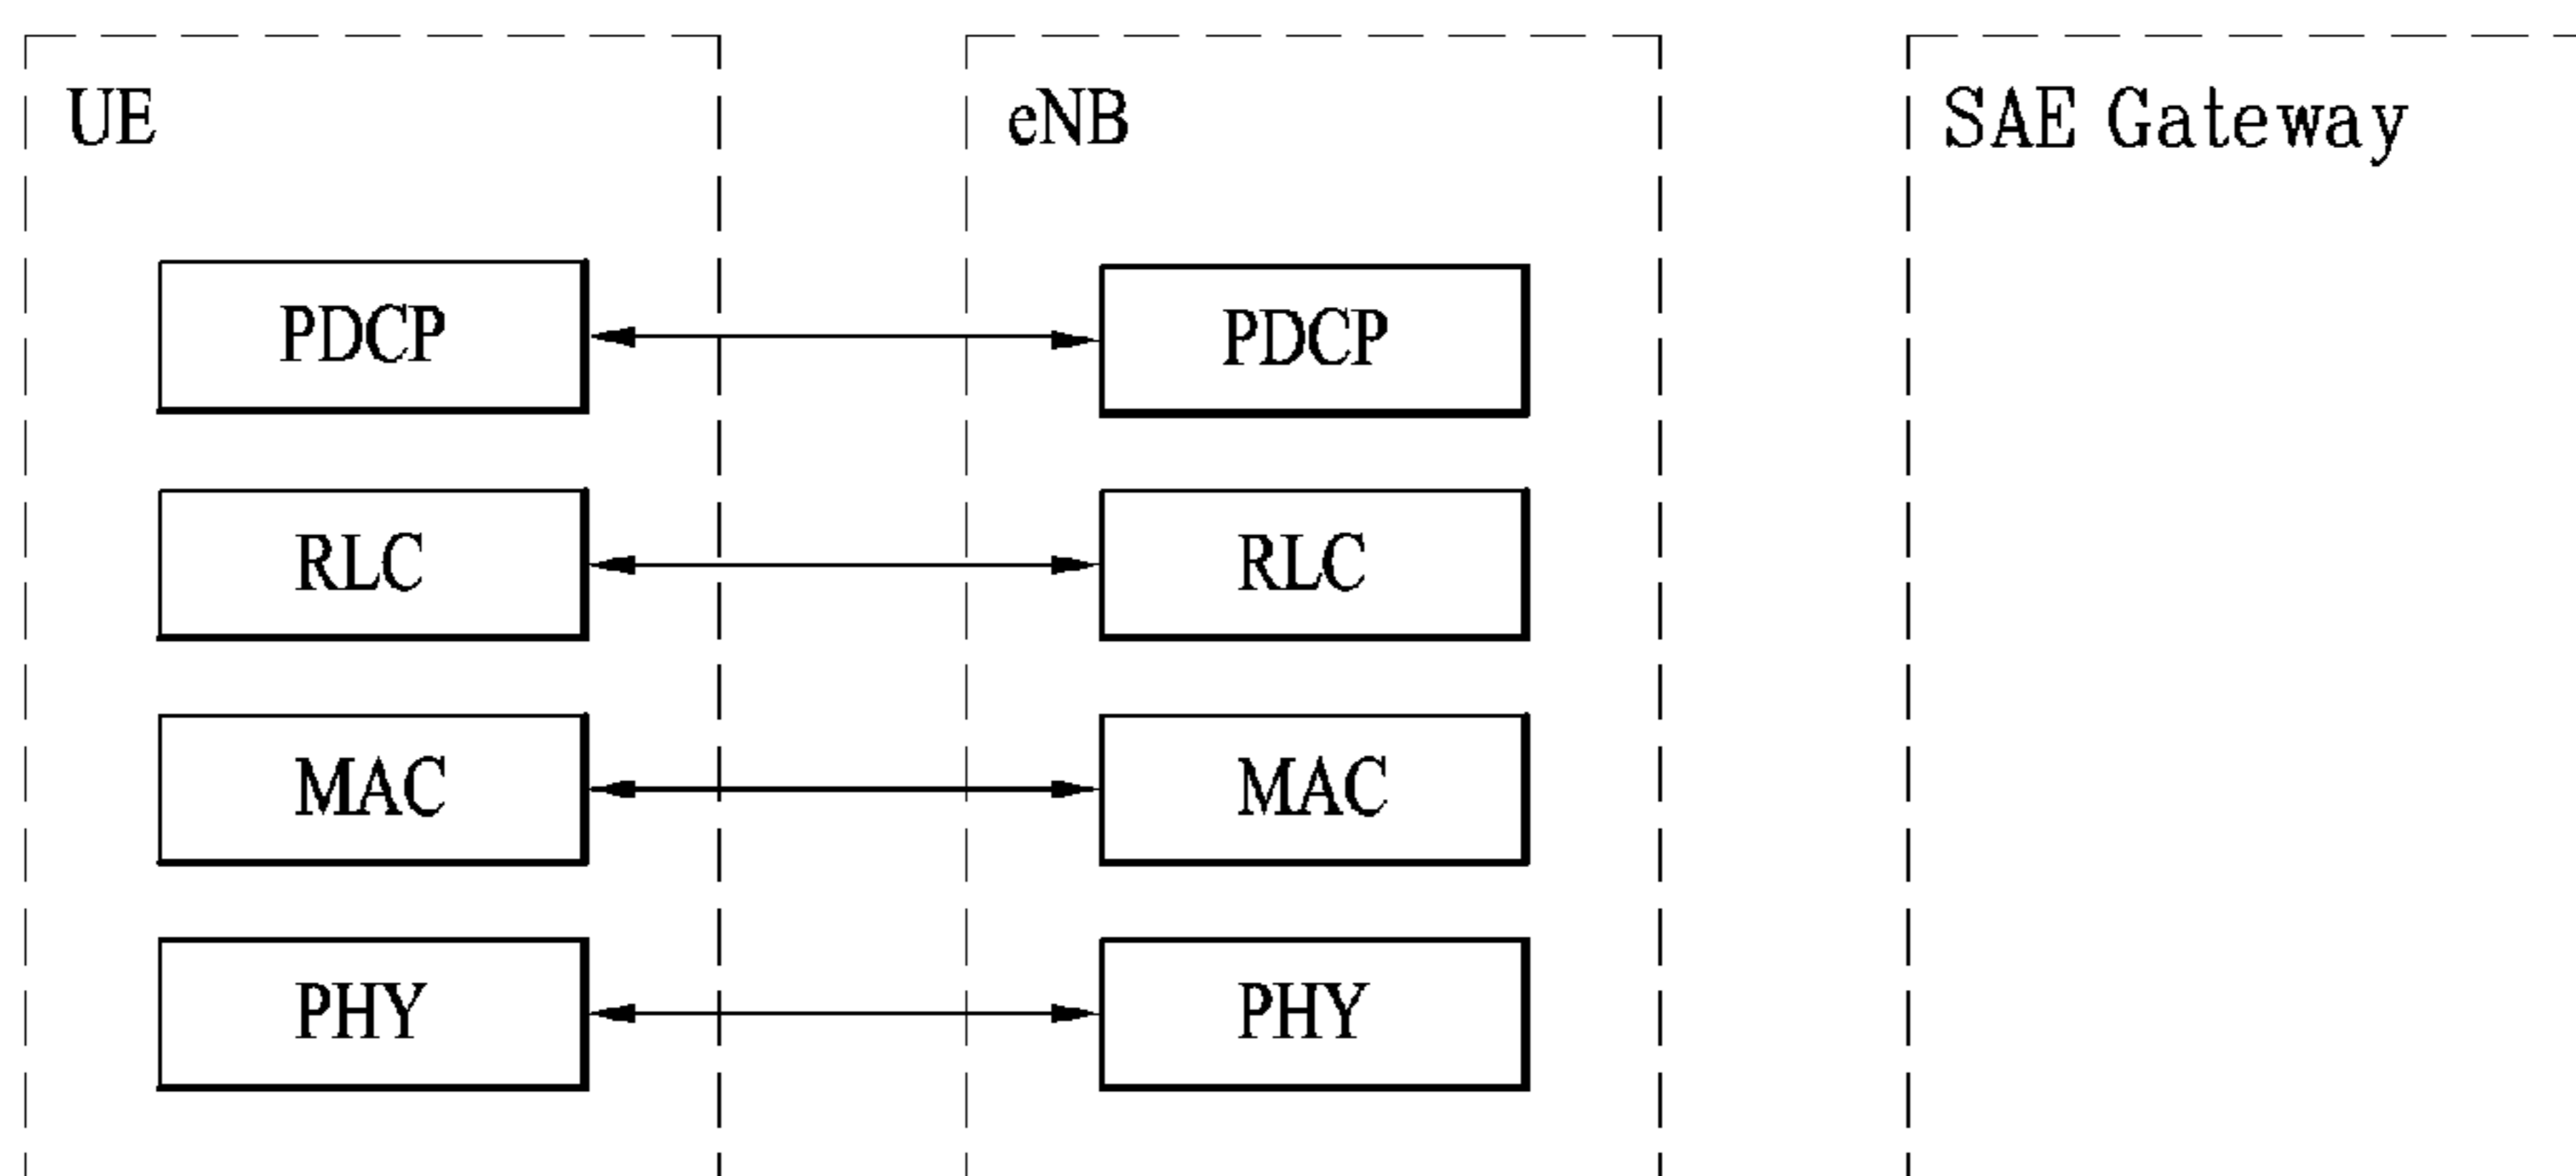 UE
eNB
SAE Gateway
PDCP
PDCP
RLC
RLC
MAC
MAC
PHY
PHY